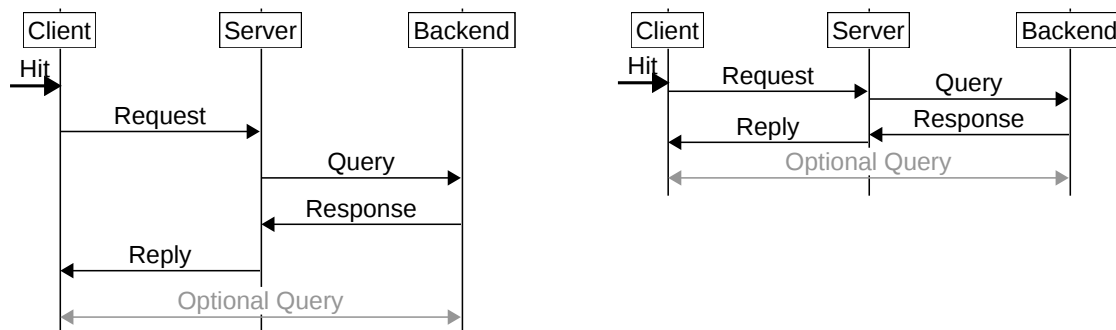 Client Server Backend
Hit
Request
Query
Response
Reply
Optional Query
Client Server Backend
Hit
Request
Query
Response
Reply
Optional Query